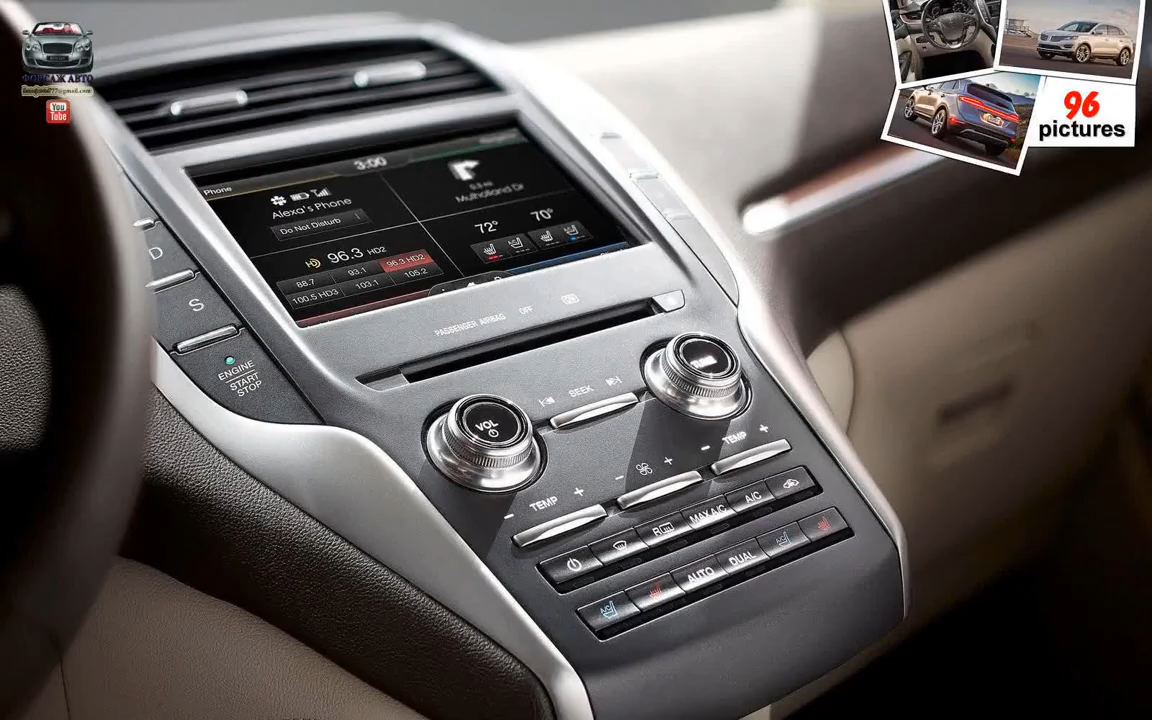 ФОРСАЖ АВТО
You
Tube
96
pictures
3:00
Phone
Alexa's Phone
Do Not Disturb
Mulholland Dr
72°
70°
96.3 HD2
88.7
93.1
96.3 HD2
100.5 HD3
103.1
105.2
D
S
ENGINE
START
STOP
PASSENGER AIRBAG OFF
SEEK
VOL
TUNE
- TEMP +
- +
- TEMP +
R
MAX A/C
A/C
A/C
AUTO
DUAL
A/C